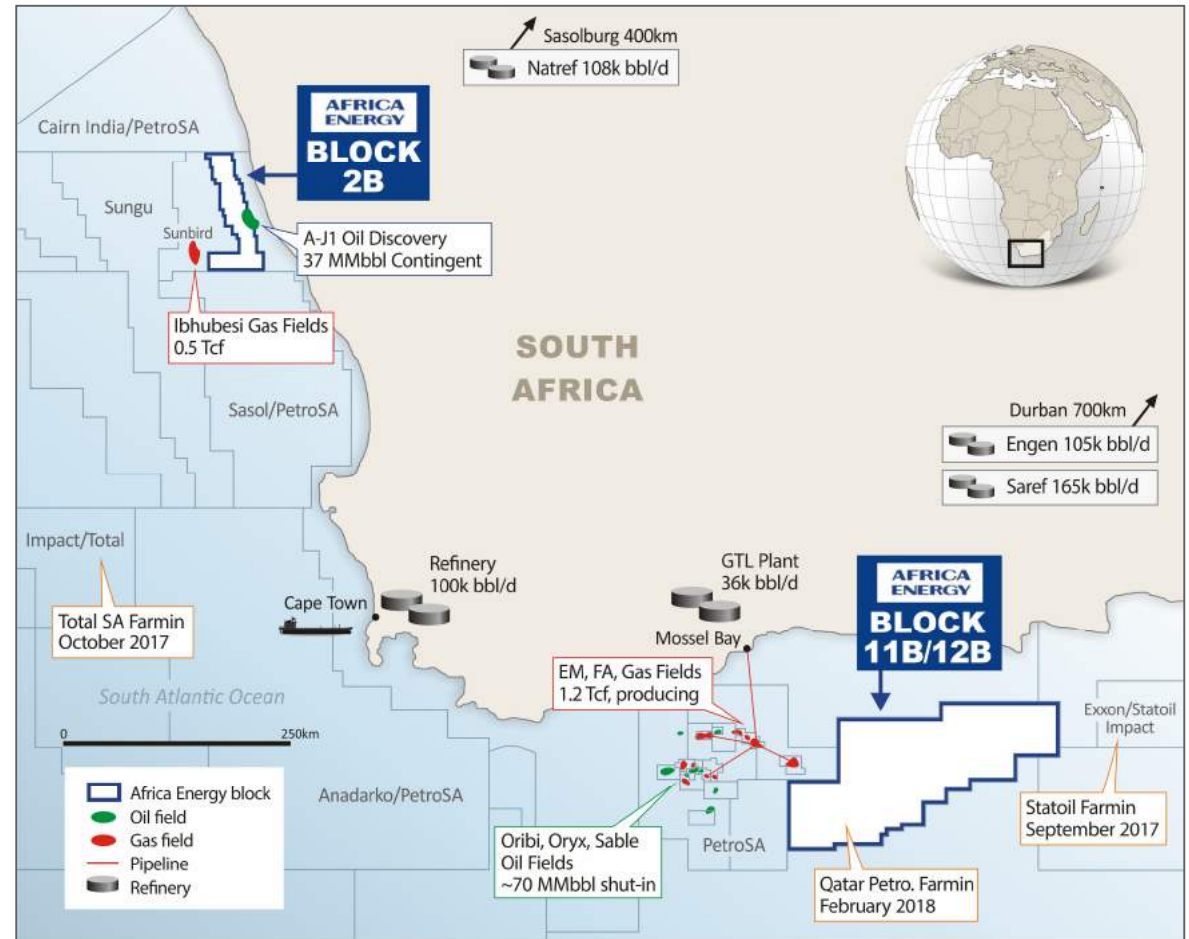 Sasolburg 400km
Natref 108k bbl/d
Cairn India/PetroSA
AFRICA
ENERGY
BLOCK
2B
Sungu
Sunbird
A-J1 Oil Discovery
37 MMbbl Contingent
Ibhubesi Gas Fields
0.5 Tcf
SOUTH
AFRICA
Sasol/PetroSA
Durban 700km
Engen 105k bbl/d
Saref 165k bbl/d
Impact/Total
Total SA Farmin
October 2017
Refinery
100k bbl/d
Cape Town
GTL Plant
36k bbl/d
Mossel Bay
AFRICA
ENERGY
BLOCK
11B/12B
EM, FA, Gas Fields
1.2 Tcf, producing
South Atlantic Ocean
0 250km
Exxon/Statoil
Impact
Statoil Farmin
September 2017
Anadarko/PetroSA
Oribi, Oryx, Sable
Oil Fields
~70 MMbbl shut-in
PetroSA
Qatar Petro. Farmin
February 2018
Africa Energy block
Oil field
Gas field
Pipeline
Refinery